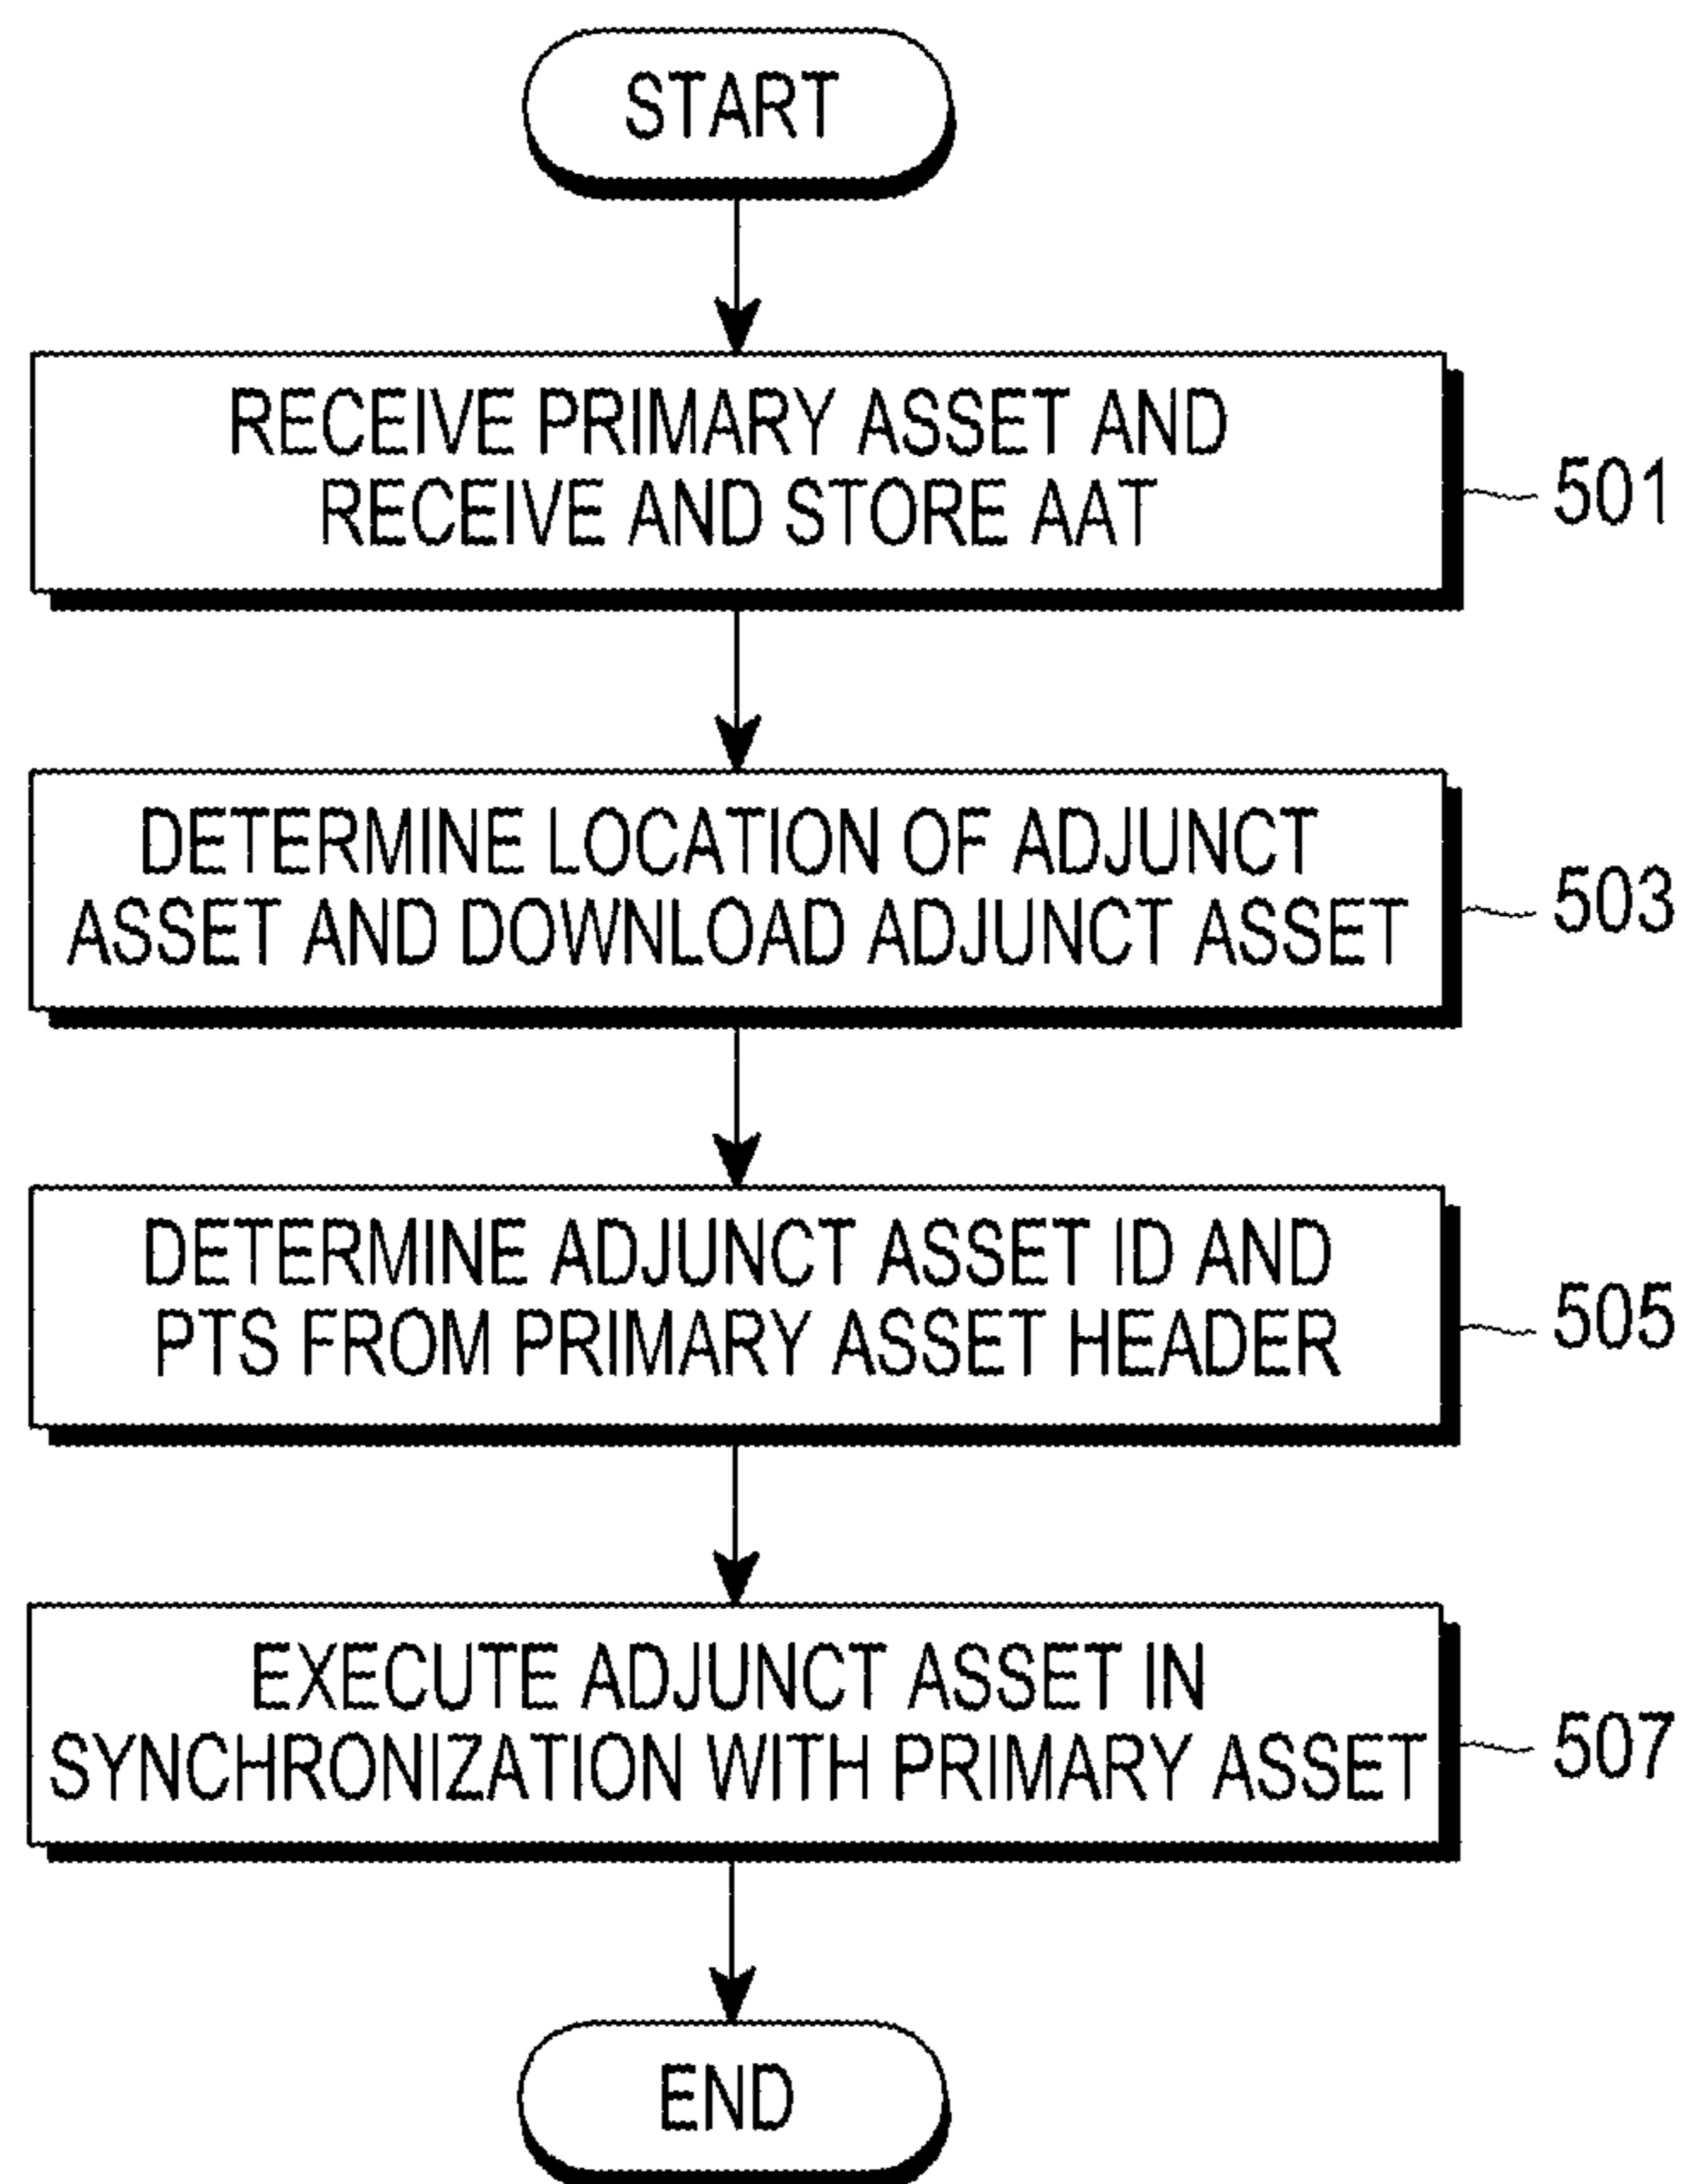 START
RECEIVE PRIMARY ASSET AND
RECEIVE AND STORE AAT
501
DETERMINE LOCATION OF ADJUNCT
ASSET AND DOWNLOAD ADJUNCT ASSET
503
DETERMINE ADJUNCT ASSET ID AND
PTS FROM PRIMARY ASSET HEADER
505
EXECUTE ADJUNCT ASSET IN
SYNCHRONIZATION WITH PRIMARY ASSET
507
END